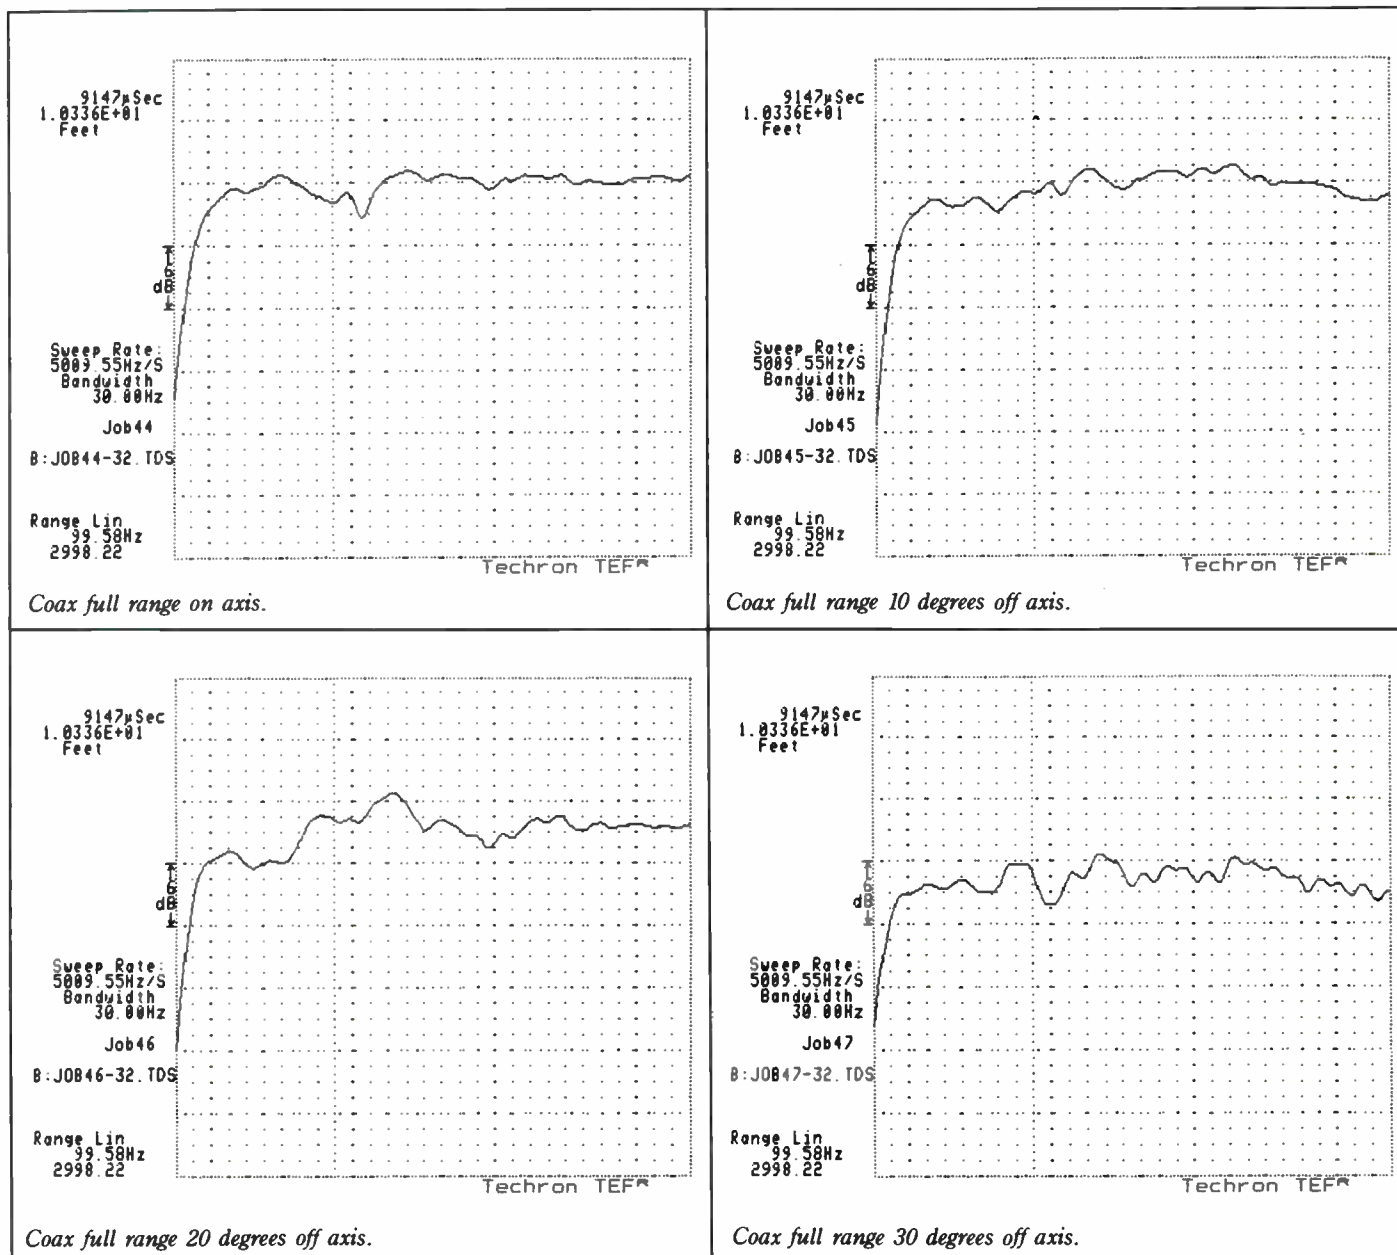 9147µSec
1.0336E+01
Feet
6
dB
Sweep Rate:
5009.55Hz/S
Bandwidth
30.00Hz
Job44
B:JOB44-32.TDS
Range Lin
99.58Hz
2998.22
Techron TEF
Coax full range on axis.
9147µSec
1.0336E+01
Feet
6
dB
Sweep Rate:
5009.55Hz/S
Bandwidth
30.00Hz
Job45
B:JOB45-32.TDS
Range Lin
99.58Hz
2998.22
Techron TEF
Coax full range 10 degrees off axis.
9147µSec
1.0336E+01
Feet
6
dB
Sweep Rate:
5009.55Hz/S
Bandwidth
30.00Hz
Job46
B:JOB46-32.TDS
Range Lin
99.58Hz
2998.22
Techron TEF
Coax full range 20 degrees off axis.
9147µSec
1.0336E+01
Feet
6
dB
Sweep Rate:
5009.55Hz/S
Bandwidth
30.00Hz
Job47
B:JOB47-32.TDS
Range Lin
99.58Hz
2998.22
Techron TEF
Coax full range 30 degrees off axis.